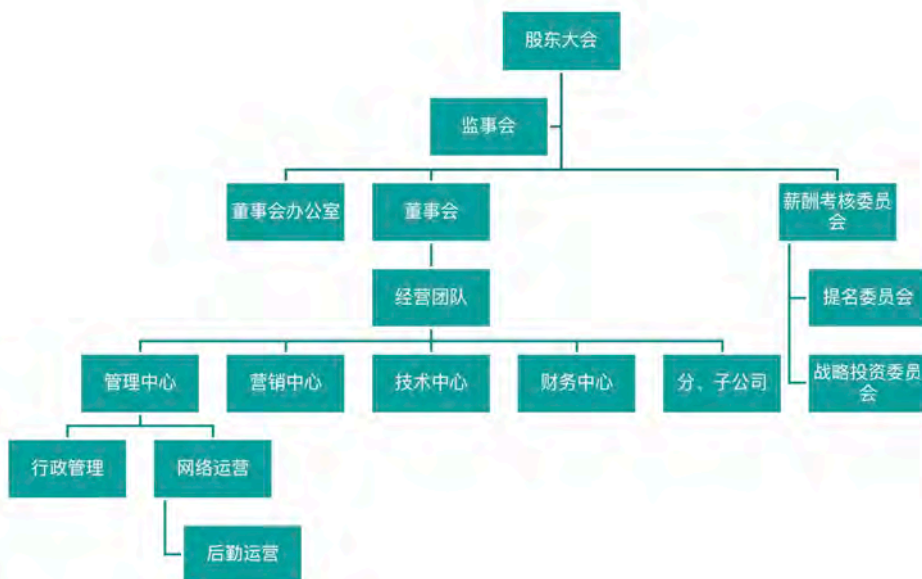 股东大会
监事会
董事会办公室
董事会
薪酬考核委员
会
经营团队
提名委员会
管理中心
营销中心
技术中心
财务中心
分、子公司
战略投资委员
会
行政管理
网络运营
后勤运营